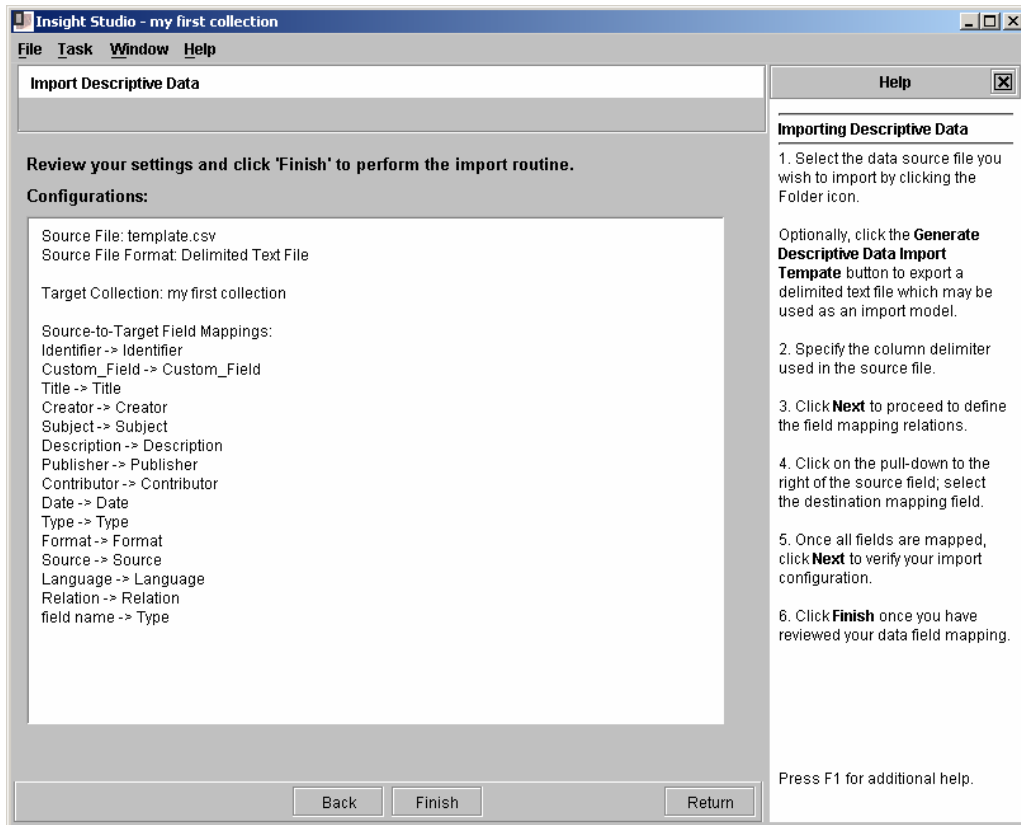 Insight Studio - my first collection
File Task Window Help
Import Descriptive Data
Review your settings and click 'Finish' to perform the import routine.
Configurations:
Source File: template.csv
Source File Format: Delimited Text File
Target Collection: my first collection
Source-to-Target Field Mappings:
Identifier -> Identifier
Custom_Field -> Custom_Field
Title -> Title
Creator -> Creator
Subject -> Subject
Description -> Description
Publisher -> Publisher
Contributor -> Contributor
Date -> Date
Type -> Type
Format -> Format
Source -> Source
Language -> Language
Relation -> Relation
field name -> Type
Back Finish Return
Help
Importing Descriptive Data
1. Select the data source file you
wish to import by clicking the
Folder icon.
Optionally, click the Generate
Descriptive Data Import
Tempate button to export a
delimited text file which may be
used as an import model.
2. Specify the column delimiter
used in the source file.
3. Click Next to proceed to define
the field mapping relations.
4. Click on the pull-down to the
right of the source field; select
the destination mapping field.
5. Once all fields are mapped,
click Next to verify your import
configuration.
6. Click Finish once you have
reviewed your data field mapping.
Press F1 for additional help.